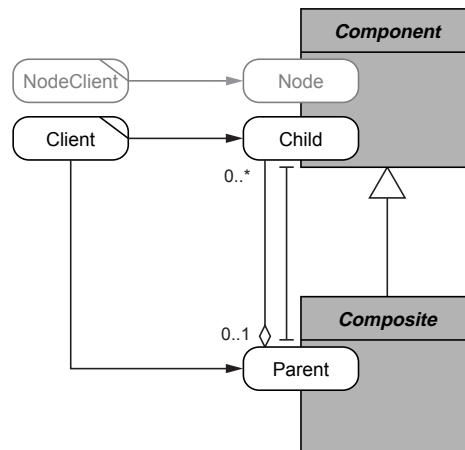 Component
NodeClient
Node
Client
Child
0..*
Composite
0..1
Parent